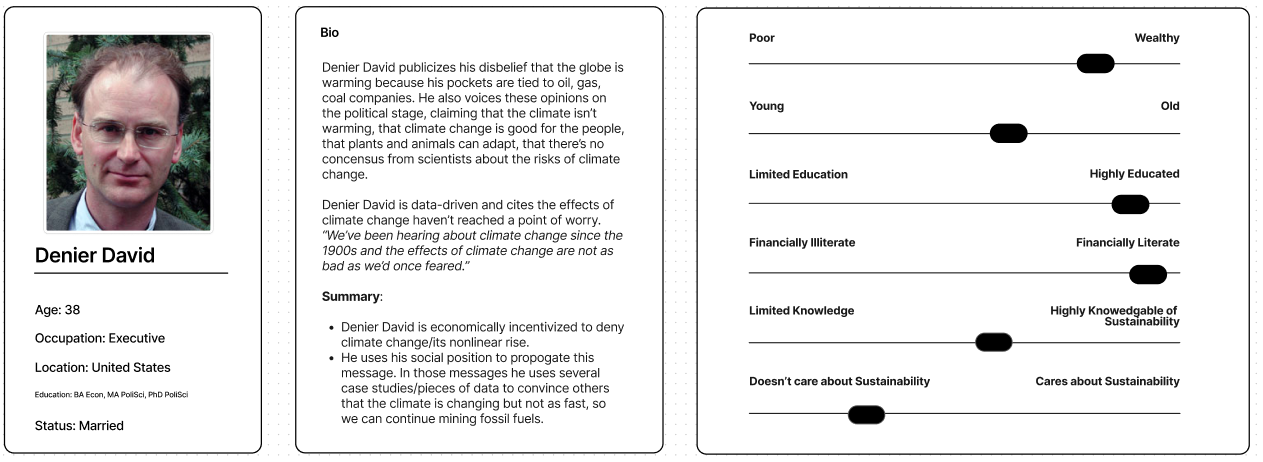 Denier David
Age: 38
Occupation: Executive
Location: United States
Education: BA Econ, MA PoliSci, PhD PoliSci
Status: Married
Bio
Denier David publicizes his disbelief that the globe is
warming because his pockets are tied to oil, gas,
coal companies. He also voices these opinions on
the political stage, claiming that the climate isn't
warming, that climate change is good for the people,
that plants and animals can adapt, that there's no
concensus from scientists about the risks of climate
change.
Denier David is data-driven and cites the effects of
climate change haven't reached a point of worry.
“We've been hearing about climate change since the
1900s and the effects of climate change are not as
bad as we'd once feared.”
Summary:
• Denier David is economically incentivized to deny
climate change/its nonlinear rise.
• He uses his social position to propogate this
message. In those messages he uses several
case studies/pieces of data to convince others
that the climate is changing but not as fast, so
we can continue mining fossil fuels.
Poor Wealthy
Young Old
Limited Education Highly Educated
Financially Illiterate Financially Literate
Limited Knowledge Highly Knowedgable of
Sustainability
Doesn't care about Sustainability Cares about Sustainability